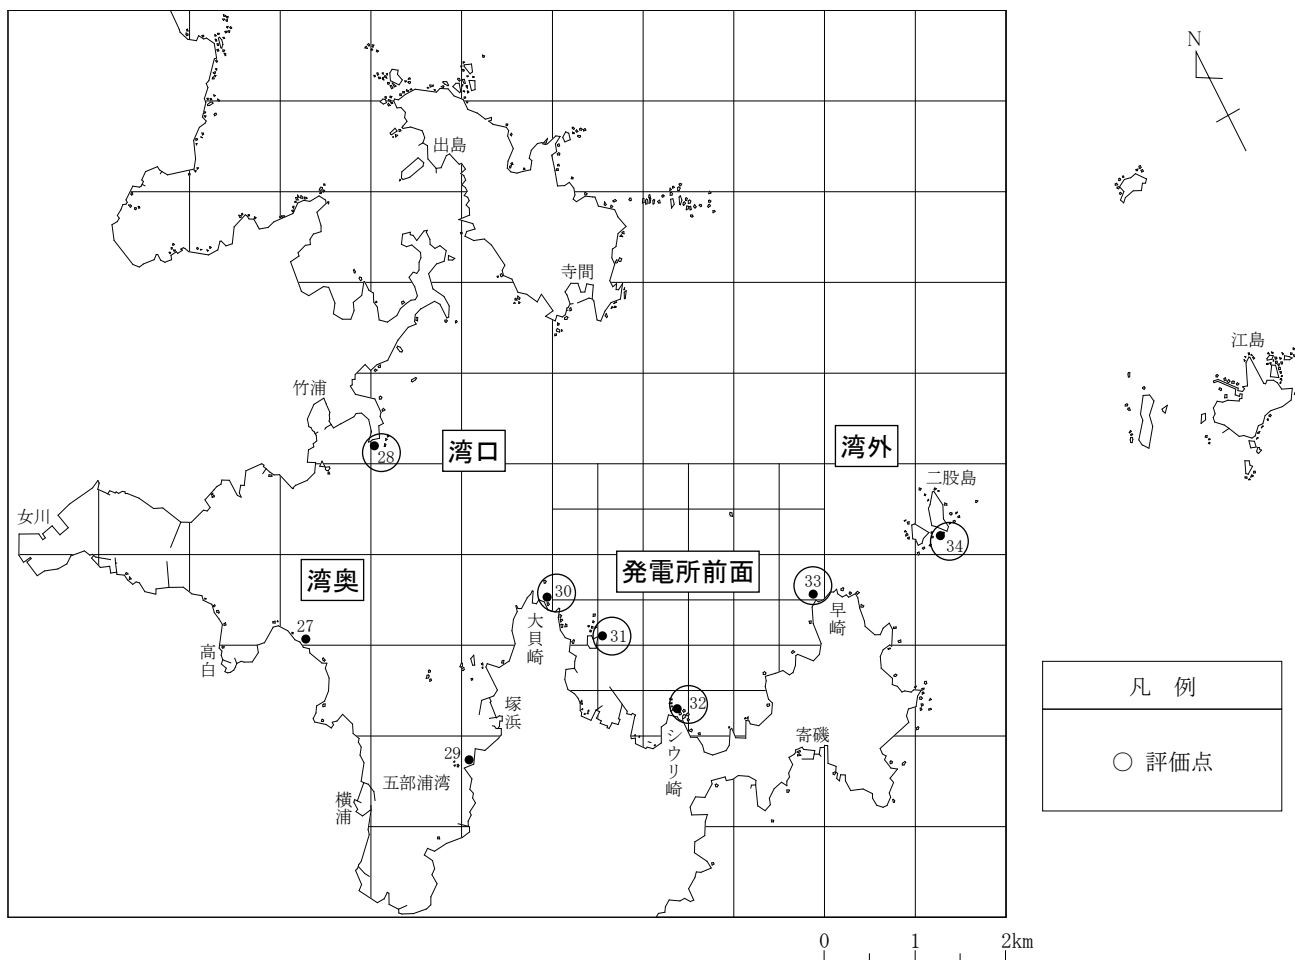 N
出島
寺間
江島
竹浦
湾口
湾外
28
二股島
女川
34
湾奥
発電所前面
30
33
27
31
大貝崎
早崎
高白
塚浜
32
シウリ崎
寄磯
29
五部浦湾
横浦
凡 例
○ 評価点
0 1 2km